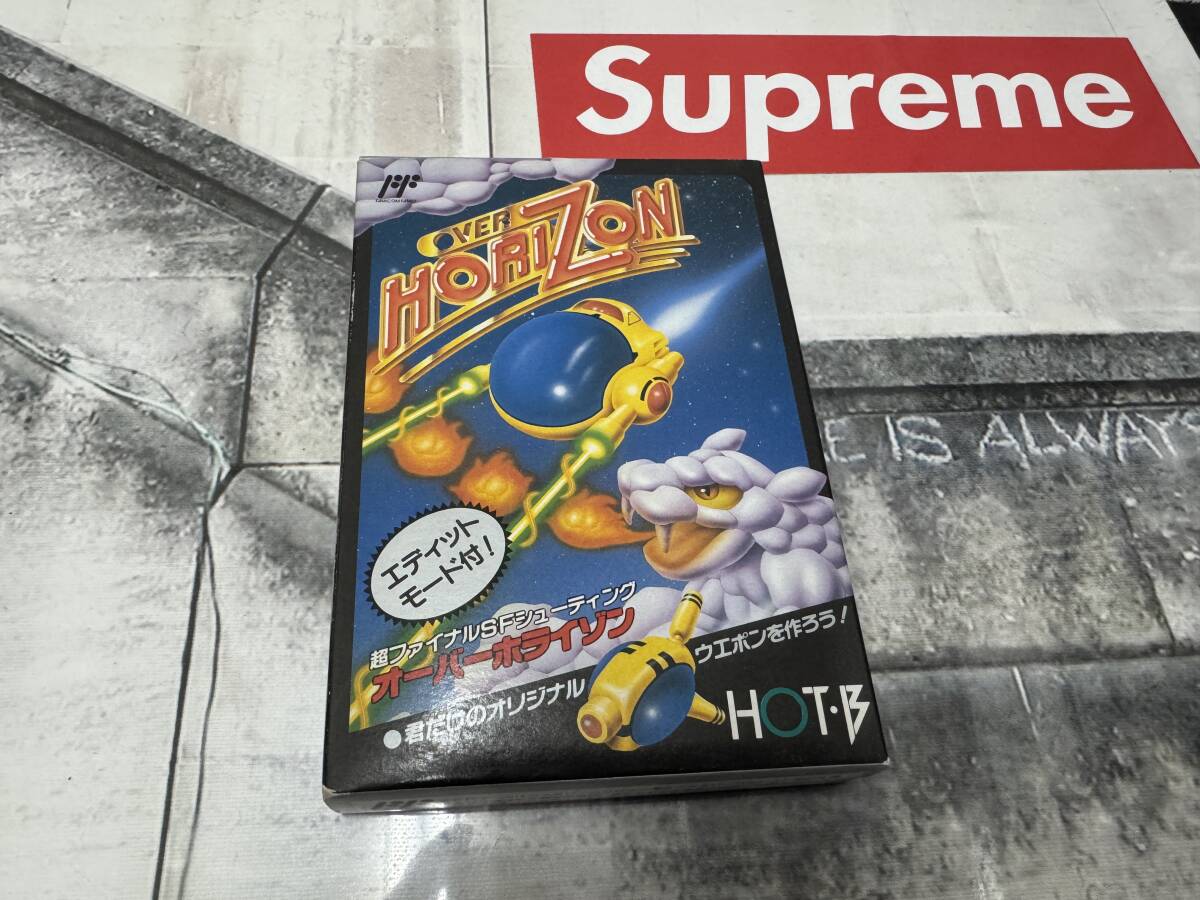 Supreme
OVER
HORIZON
E IS ALWAYS
エディット
モード付!
超ファイナルSFシューティング
オーバーホライゾン
●君だけのオリジナル
ウエポンを作ろう!
HOT・B